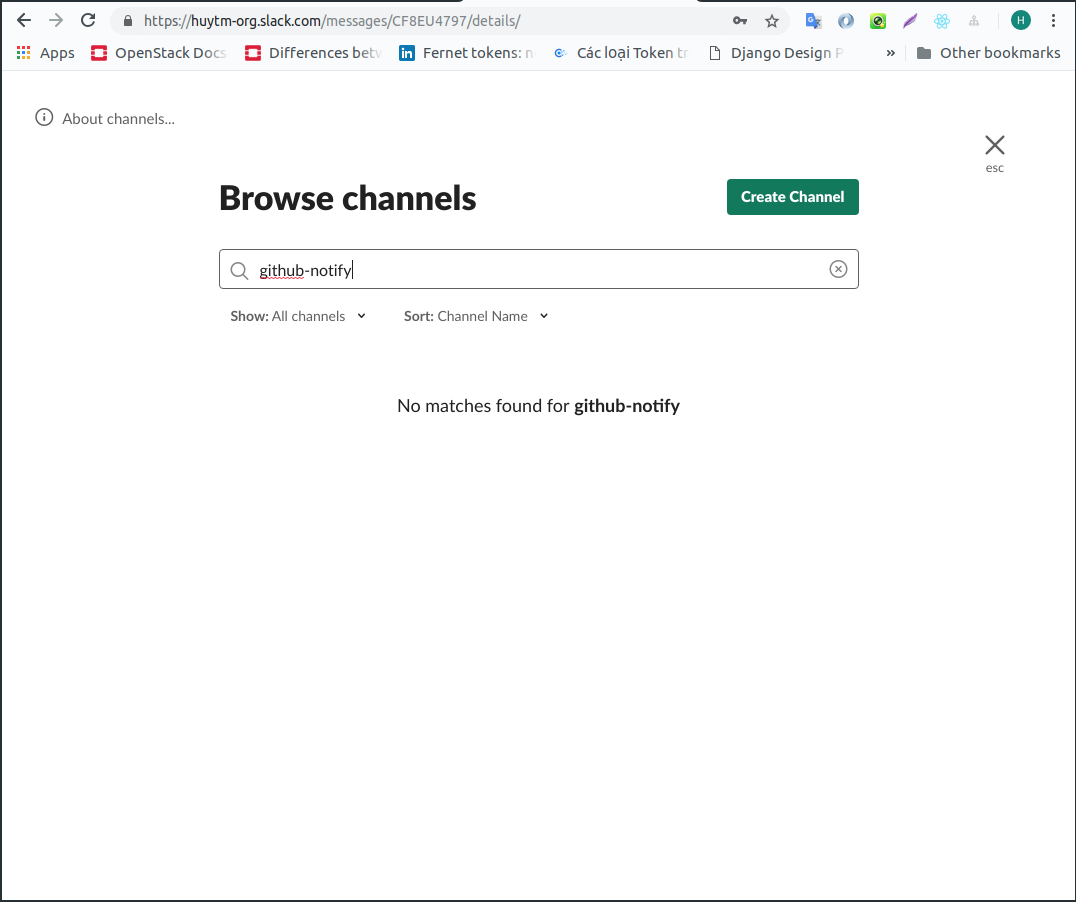 https://huytm-org.slack.com/messages/CF8EU4797/details/
H
Apps OpenStack Docs Differences betw Fernet tokens: n Các loại Token tr Django Design P » Other bookmarks
About channels...
esc
Browse channels
Create Channel
github-notify
Show: All channels Sort: Channel Name
No matches found for github-notify